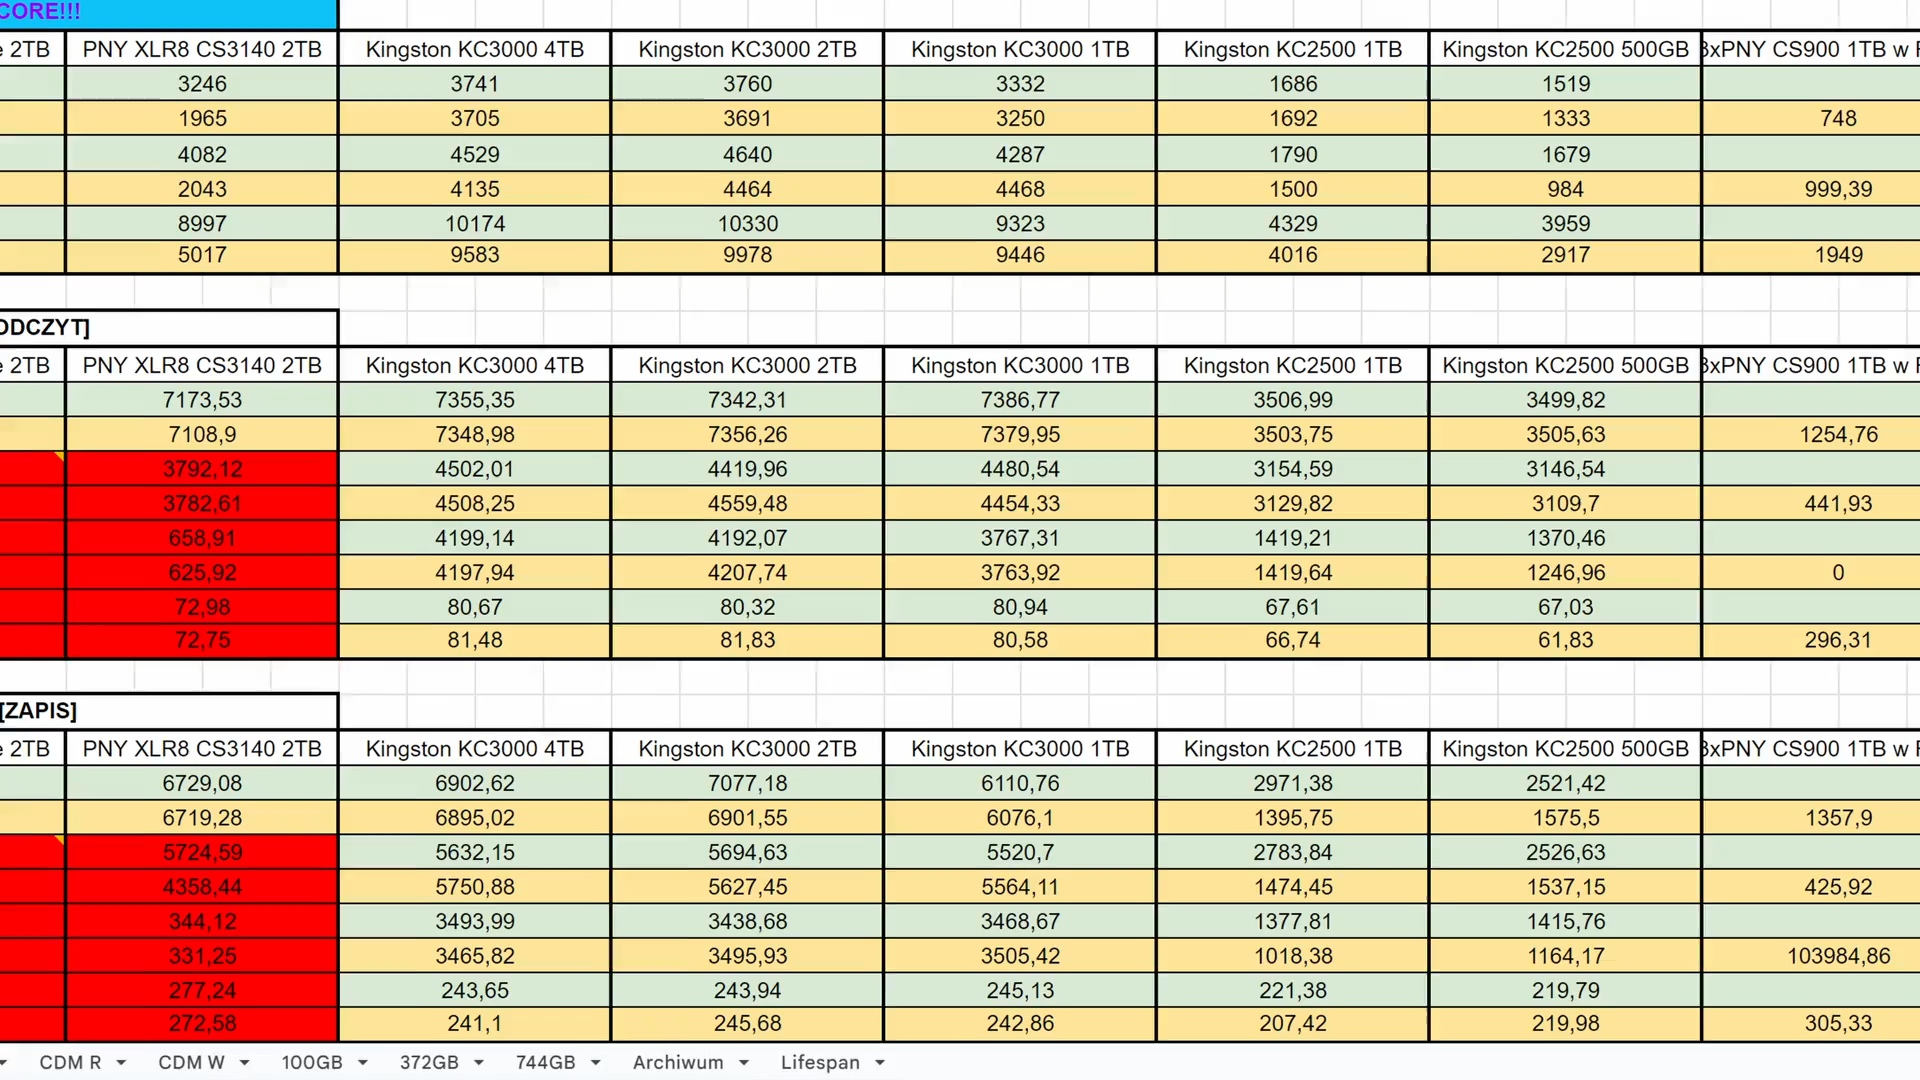 CORE!!!
e 2TB PNY XLR8 CS3140 2TB Kingston KC3000 4TB Kingston KC3000 2TB Kingston KC3000 1TB Kingston KC2500 1TB Kingston KC2500 500GB 3xPNY CS900 1TB w
3246 3741 3760 3332 1686 1519
1965 3705 3691 3250 1692 1333 748
4082 4529 4640 4287 1790 1679
2043 4135 4464 4468 1500 984 999,39
8997 10174 10330 9323 4329 3959
5017 9583 9978 9446 4016 2917 1949
ODCZYT]
e 2TB PNY XLR8 CS3140 2TB Kingston KC3000 4TB Kingston KC3000 2TB Kingston KC3000 1TB Kingston KC2500 1TB Kingston KC2500 500GB 3xPNY CS900 1TB w
7173,53 7355,35 7342,31 7386,77 3506,99 3499,82
7108,9 7348,98 7356,26 7379,95 3503,75 3505,63 1254,76
3792,12 4502,01 4419,96 4480,54 3154,59 3146,54
3782,61 4508,25 4559,48 4454,33 3129,82 3109,7 441,93
658,91 4199,14 4192,07 3767,31 1419,21 1370,46
625,92 4197,94 4207,74 3763,92 1419,64 1246,96 0
72,98 80,67 80,32 80,94 67,61 67,03
72,75 81,48 81,83 80,58 66,74 61,83 296,31
[ZAPIS]
e 2TB PNY XLR8 CS3140 2TB Kingston KC3000 4TB Kingston KC3000 2TB Kingston KC3000 1TB Kingston KC2500 1TB Kingston KC2500 500GB 3xPNY CS900 1TB w
6729,08 6902,62 7077,18 6110,76 2971,38 2521,42
6719,28 6895,02 6901,55 6076,1 1395,75 1575,5 1357,9
5724,59 5632,15 5694,63 5520,7 2783,84 2526,63
4358,44 5750,88 5627,45 5564,11 1474,45 1537,15 425,92
344,12 3493,99 3438,68 3468,67 1377,81 1415,76
331,25 3465,82 3495,93 3505,42 1018,38 1164,17 103984,86
277,24 243,65 243,94 245,13 221,38 219,79
272,58 241,1 245,68 242,86 207,42 219,98 305,33
CDM R CDM W 100GB 372GB 744GB Archiwum Lifespan